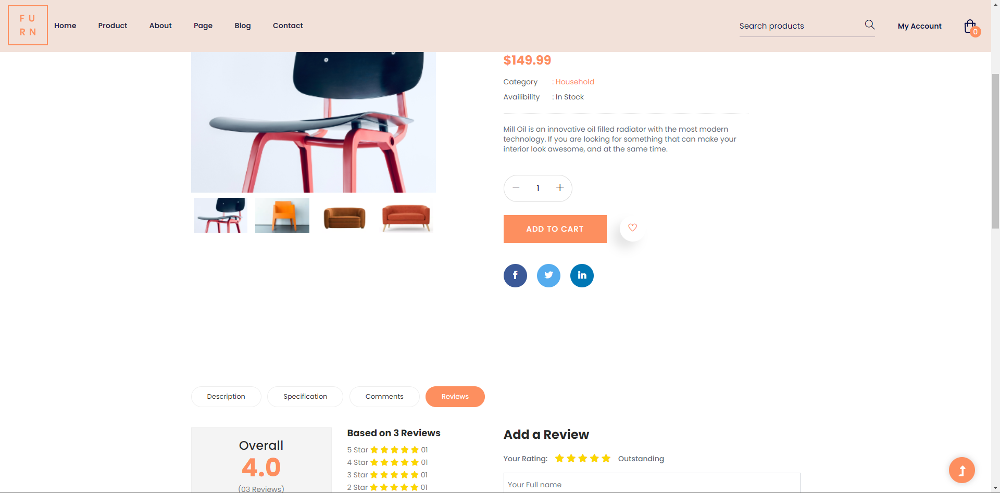 FU
RN
Home
Product
About
Page
Blog
Contact
Search products
My Account
0
$149.99
Category : Household
Availibility : In Stock
Mill Oil is an innovative oil filled radiator with the most modern
technology. If you are looking for something that can make your
interior look awesome, and at the same time.
1
ADD TO CART
Description
Specification
Comments
Reviews
Overall
4.0
(03 Reviews)
Based on 3 Reviews
5 Star 01
4 Star 01
3 Star 01
2 Star 01
Add a Review
Your Rating: Outstanding
Your Full name